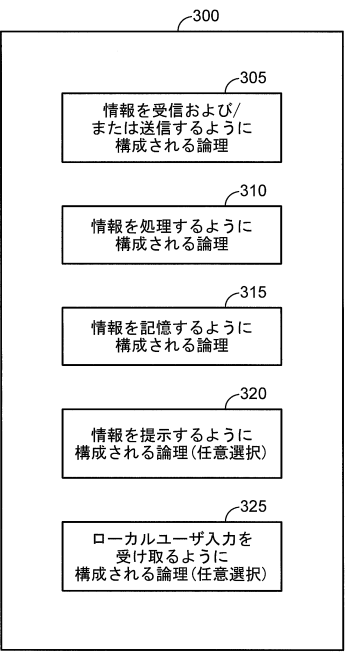 300
305
情報を受信および/
または送信するように
構成される論理
310
情報を処理するように
構成される論理
315
情報を記憶するように
構成される論理
320
情報を提示するように
構成される論理(任意選択)
325
ローカルユーザ入力を
受け取るように
構成される論理(任意選択)